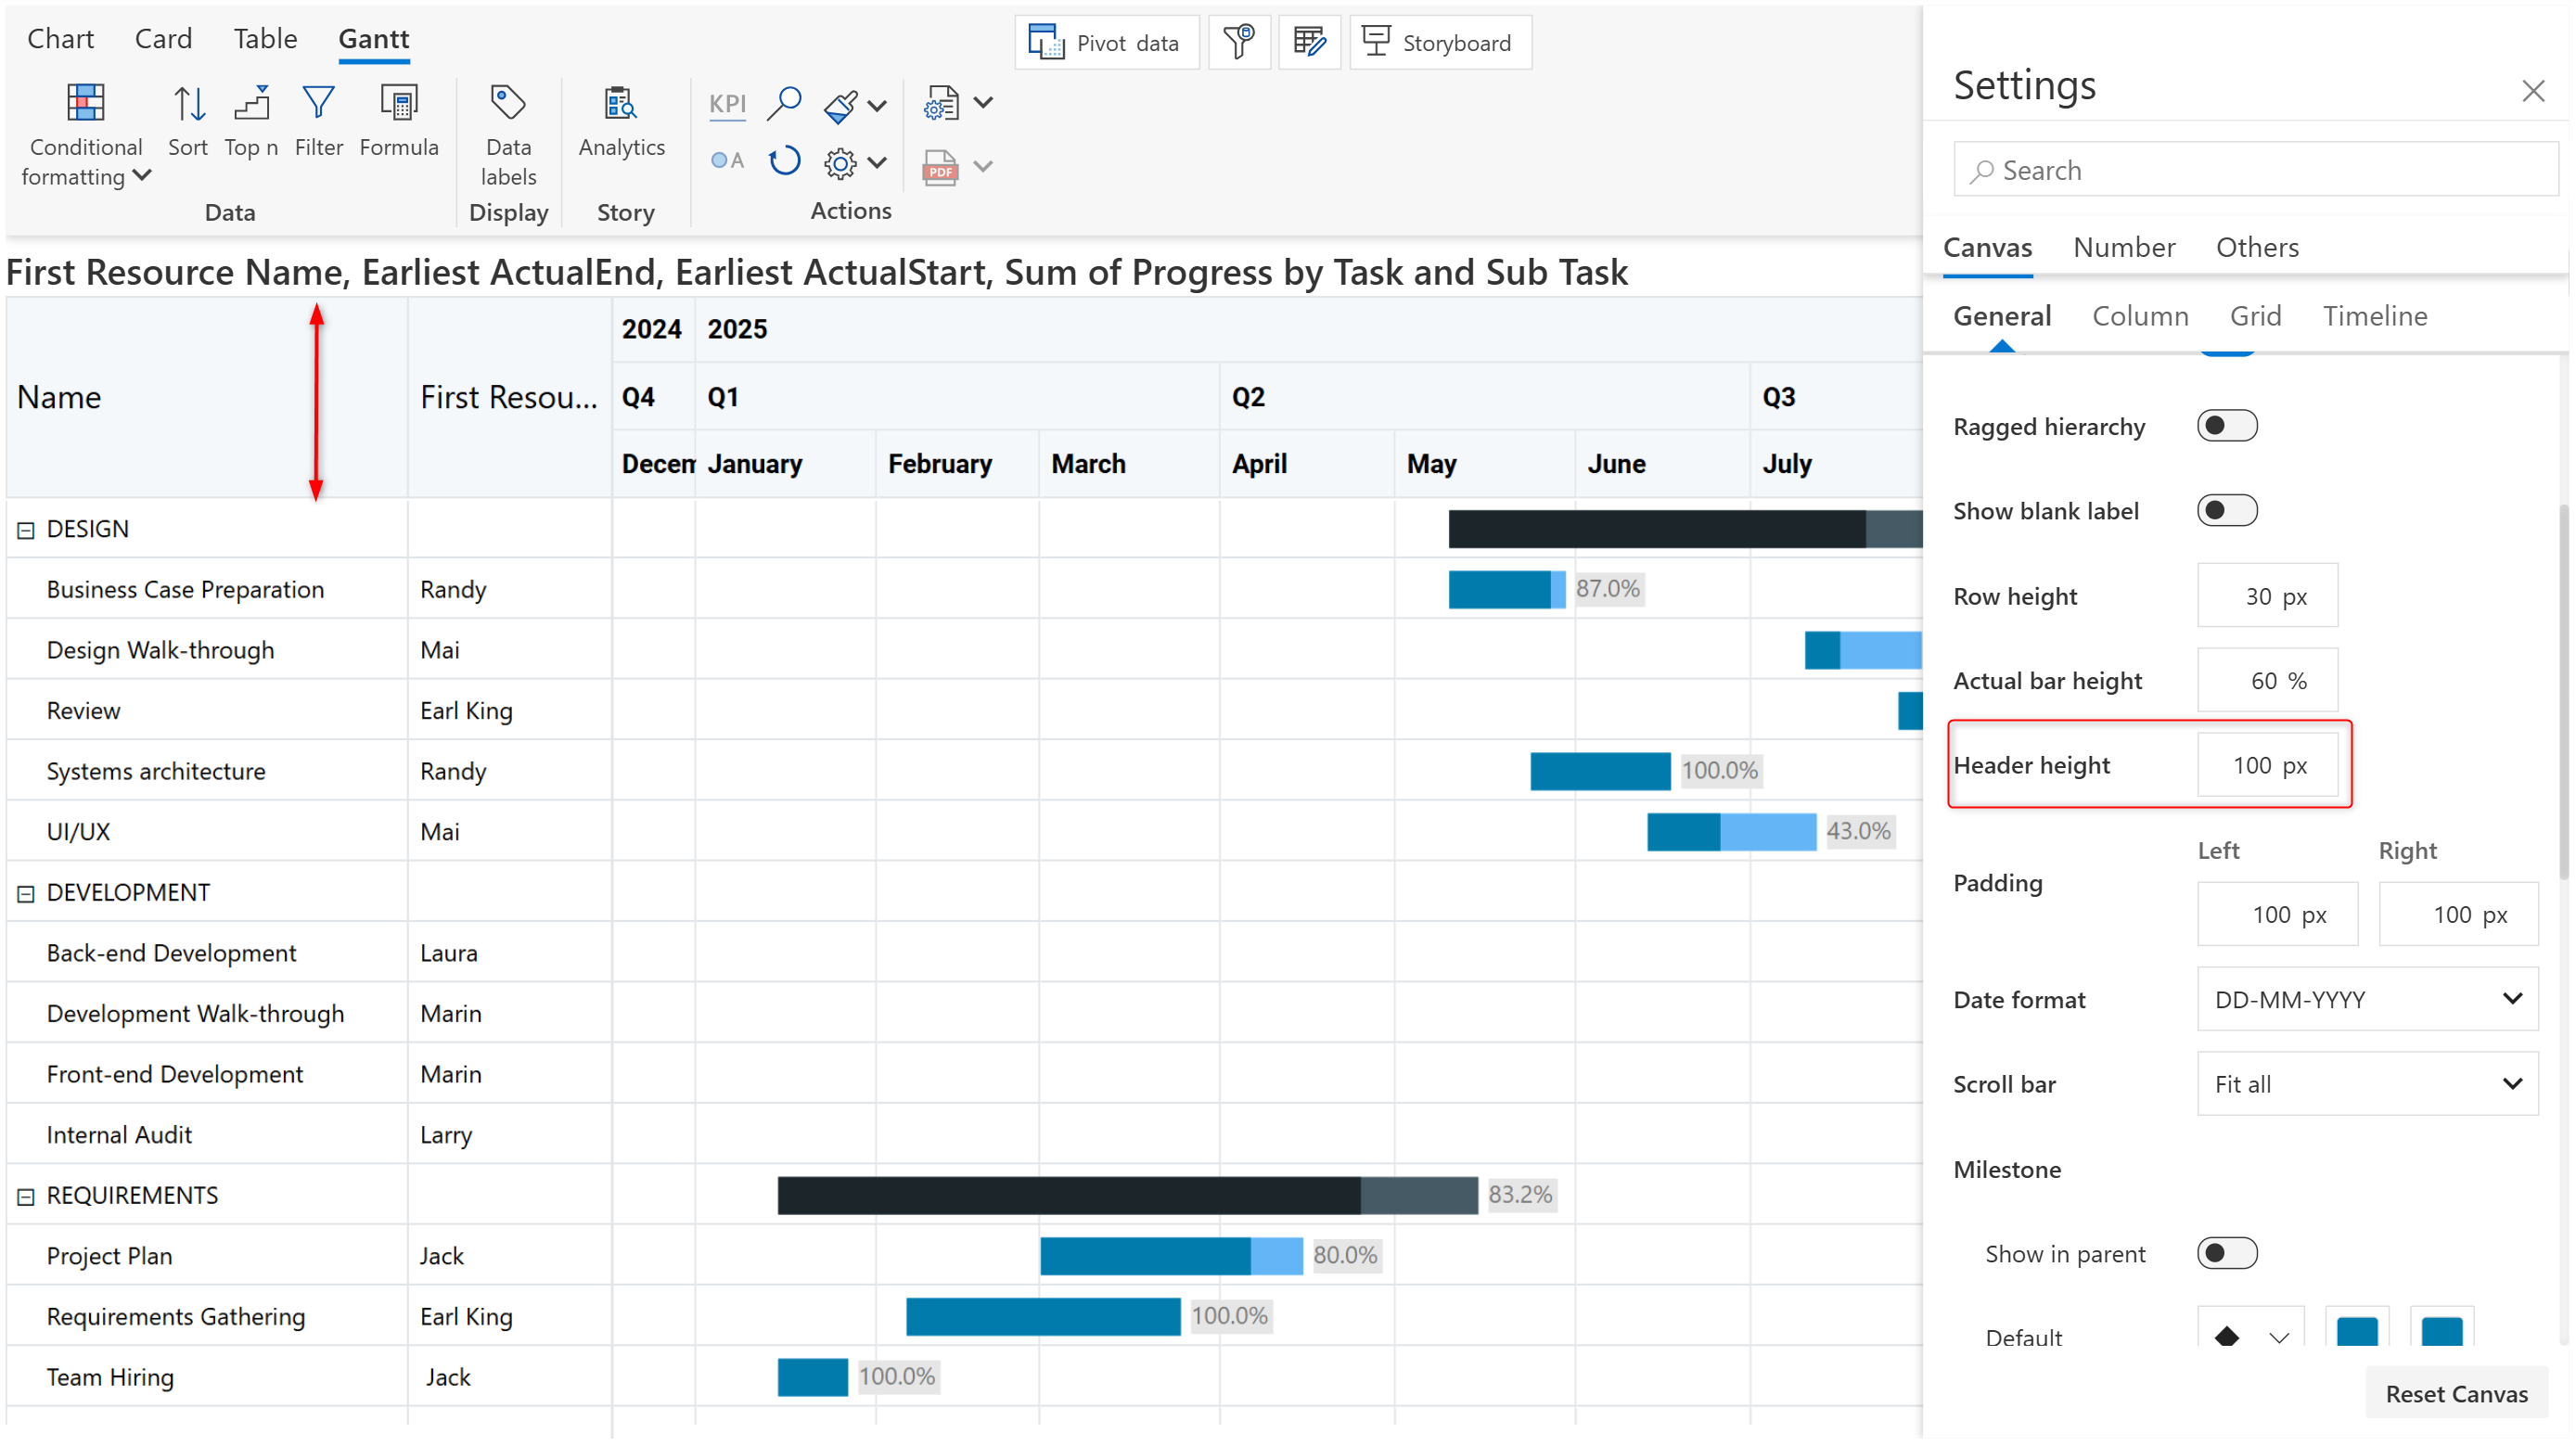 Chart Card Table Gantt
Pivot data
Storyboard
Conditional
formatting
Sort
Top n
Filter
Formula
Data
labels
Analytics
KPI
A
PDF
Data
Display
Story
Actions
First Resource Name, Earliest ActualEnd, Earliest ActualStart, Sum of Progress by Task and Sub Task
Name
First Resou...
2024 2025
Q4 Q1 Q2 Q3
Decem January February March April May June July
DESIGN
Business Case Preparation Randy 87.0%
Design Walk-through Mai
Review Earl King
Systems architecture Randy 100.0%
UI/UX Mai 43.0%
DEVELOPMENT
Back-end Development Laura
Development Walk-through Marin
Front-end Development Marin
Internal Audit Larry
REQUIREMENTS 83.2%
Project Plan Jack 80.0%
Requirements Gathering Earl King 100.0%
Team Hiring Jack 100.0%
Settings
Search
Canvas Number Others
General Column Grid Timeline
Ragged hierarchy
Show blank label
Row height 30 px
Actual bar height 60 %
Header height 100 px
Left Right
Padding
100 px 100 px
Date format DD-MM-YYYY
Scroll bar Fit all
Milestone
Show in parent
Default
Reset Canvas